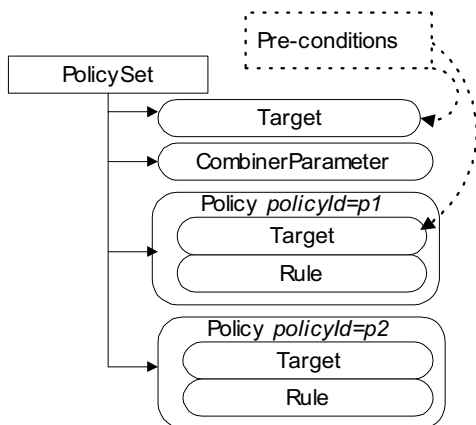 Pre-conditions
PolicySet
Target
CombinerParameter
Policy policyId=p1
Target
Rule
Policy policyId=p2
Target
Rule